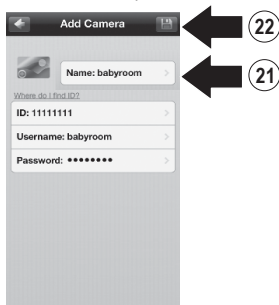 Add Camera
22
Name: babyroom
21
Where do I find ID?
ID: 11111111
Username: babyroom
Password: ••••••••